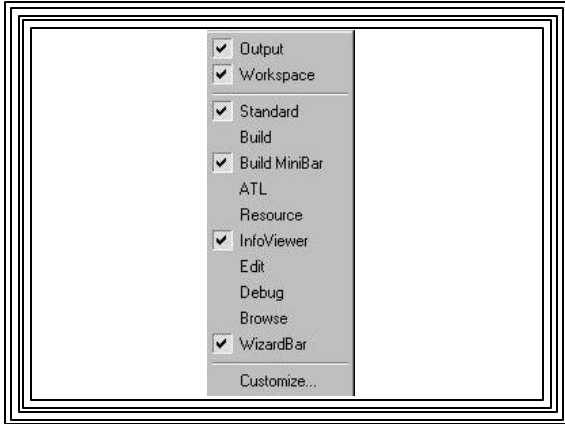 Output
Workspace
Standard
Build
Build MiniBar
ATL
Resource
InfoViewer
Edit
Debug
Browse
WizardBar
Customize...